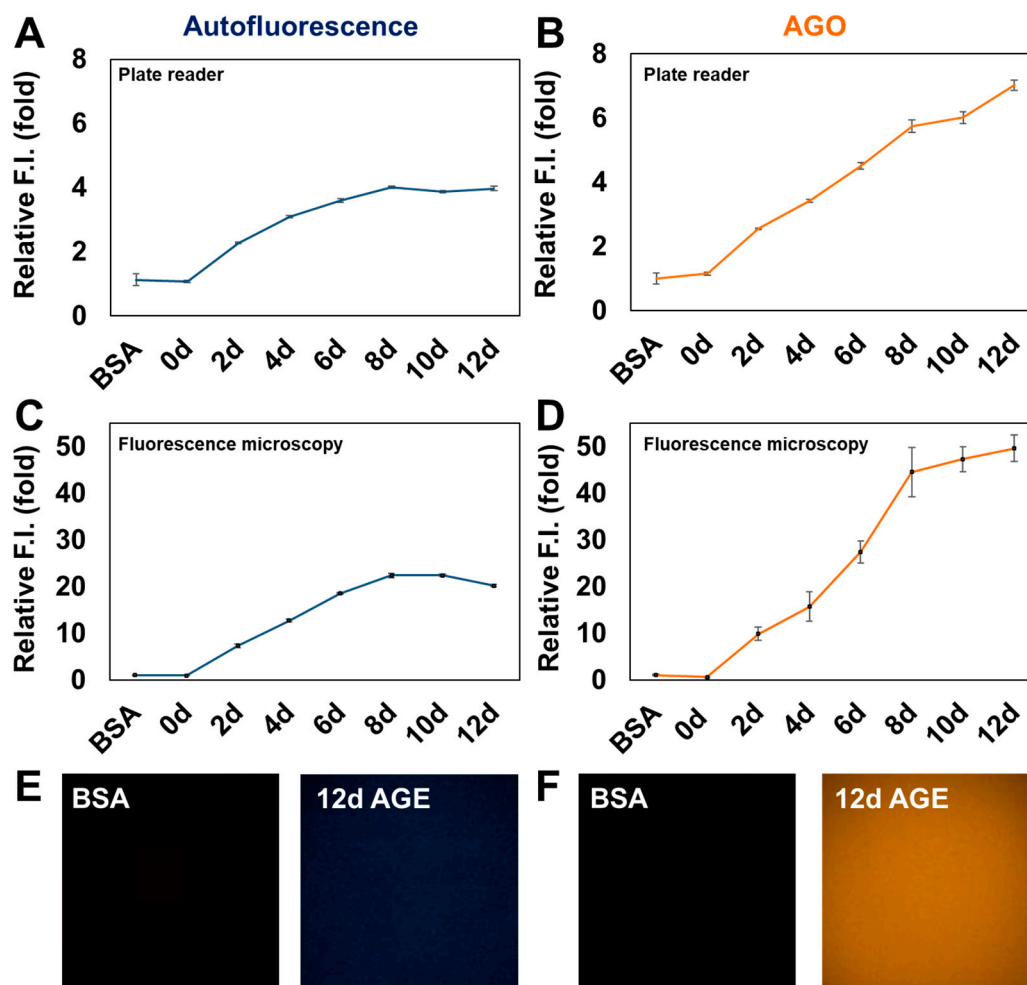 A
Autofluorescence
Plate reader
Relative F.I. (fold)
8
6
4
2
0
BSA 0d 2d 4d 6d 8d 10d 12d
B
AGO
Plate reader
Relative F.I. (fold)
8
6
4
2
0
BSA 0d 2d 4d 6d 8d 10d 12d
C
Fluorescence microscopy
Relative F.I. (fold)
50
40
30
20
10
0
BSA 0d 2d 4d 6d 8d 10d 12d
D
Fluorescence microscopy
Relative F.I. (fold)
50
40
30
20
10
0
BSA 0d 2d 4d 6d 8d 10d 12d
E
BSA
12d AGE
F
BSA
12d AGE